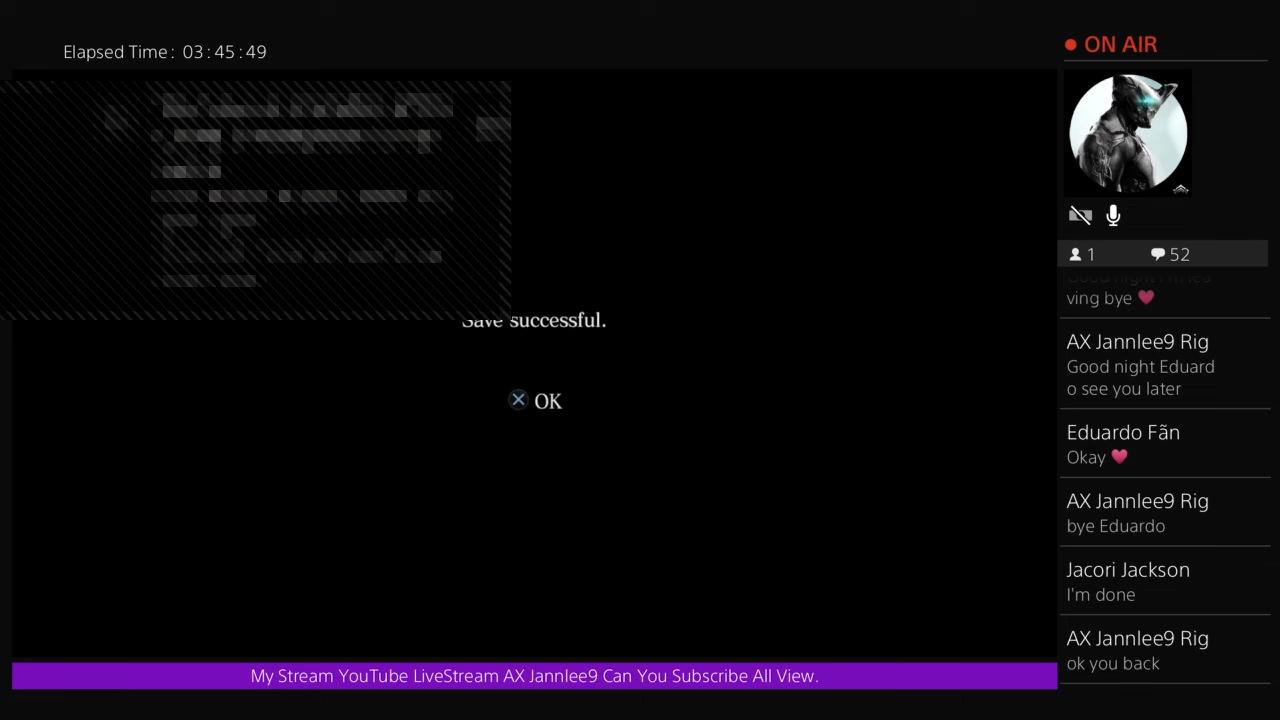 Elapsed Time: 03:45:49
ON AIR
1
52
ving bye ❤
AX Jannlee9 Rig
Good night Eduard
o see you later
Eduardo Fãn
Okay ❤
AX Jannlee9 Rig
bye Eduardo
Jacori Jackson
I'm done
AX Jannlee9 Rig
ok you back
Save successful.
OK
My Stream YouTube LiveStream AX Jannlee9 Can You Subscribe All View.